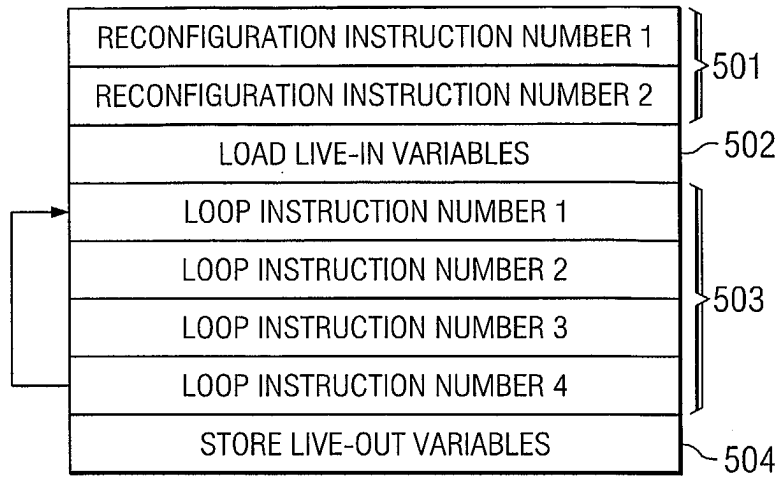 RECONFIGURATION INSTRUCTION NUMBER 1
501
RECONFIGURATION INSTRUCTION NUMBER 2
LOAD LIVE-IN VARIABLES
502
LOOP INSTRUCTION NUMBER 1
LOOP INSTRUCTION NUMBER 2
503
LOOP INSTRUCTION NUMBER 3
LOOP INSTRUCTION NUMBER 4
STORE LIVE-OUT VARIABLES
504